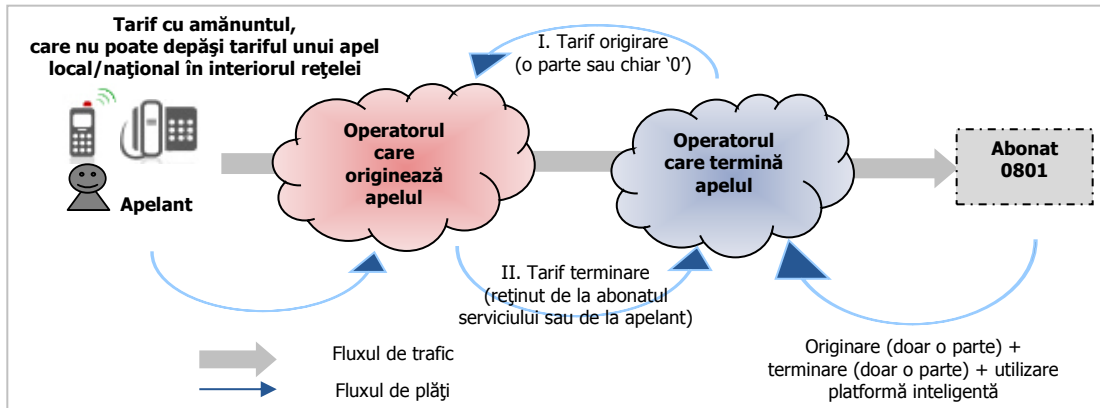 Tarif cu amănuntul,
care nu poate depăşi tariful unui apel
local/naţional în interiorul reţelei
I. Tarif origirare
(o parte sau chiar ‘0’)
Operatorul
care
originează
apelul
Operatorul
care termină
apelul
Abonat
0801
Apelant
II. Tarif terminare
(reţinut de la abonatul
serviciului sau de la apelant)
Fluxul de trafic
Fluxul de plăţi
Originare (doar o parte) +
terminare (doar o parte) + utilizare
platformă inteligentă